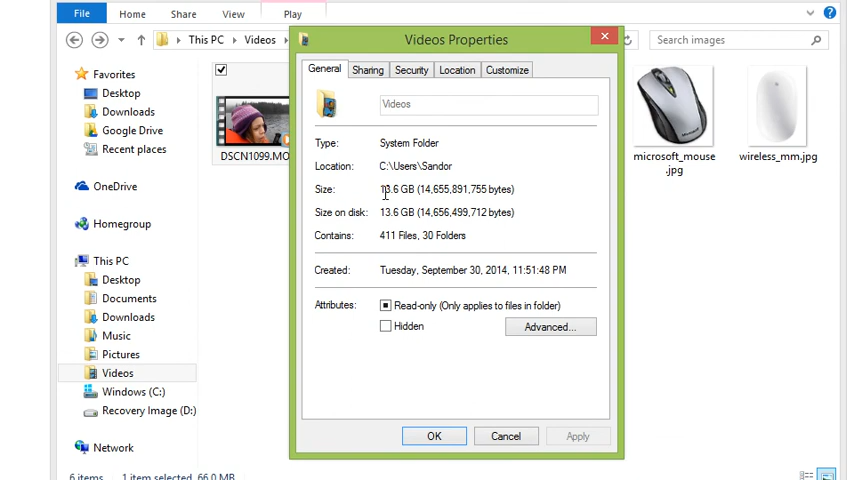 File Home Share View Play
This PC Videos
Search images
Videos Properties
General Sharing Security Location Customize
Videos
Type: System Folder
Location: C:\Users\Sandor
Size: 13.6 GB (14,655,891,755 bytes)
Size on disk: 13.6 GB (14,656,499,712 bytes)
Contains: 411 Files, 30 Folders
Created: Tuesday, September 30, 2014, 11:51:48 PM
Attributes: Read-only (Only applies to files in folder)
Hidden Advanced...
OK Cancel Apply
Favorites
Desktop
Downloads
Google Drive
Recent places
OneDrive
Homegroup
This PC
Desktop
Documents
Downloads
Music
Pictures
Videos
Windows (C:)
Recovery Image (D:)
Network
DSCN1099.MO
Microsoft
microsoft_mouse
.jpg
wireless_mm.jpg
6 items 1 item selected 66.0 MB